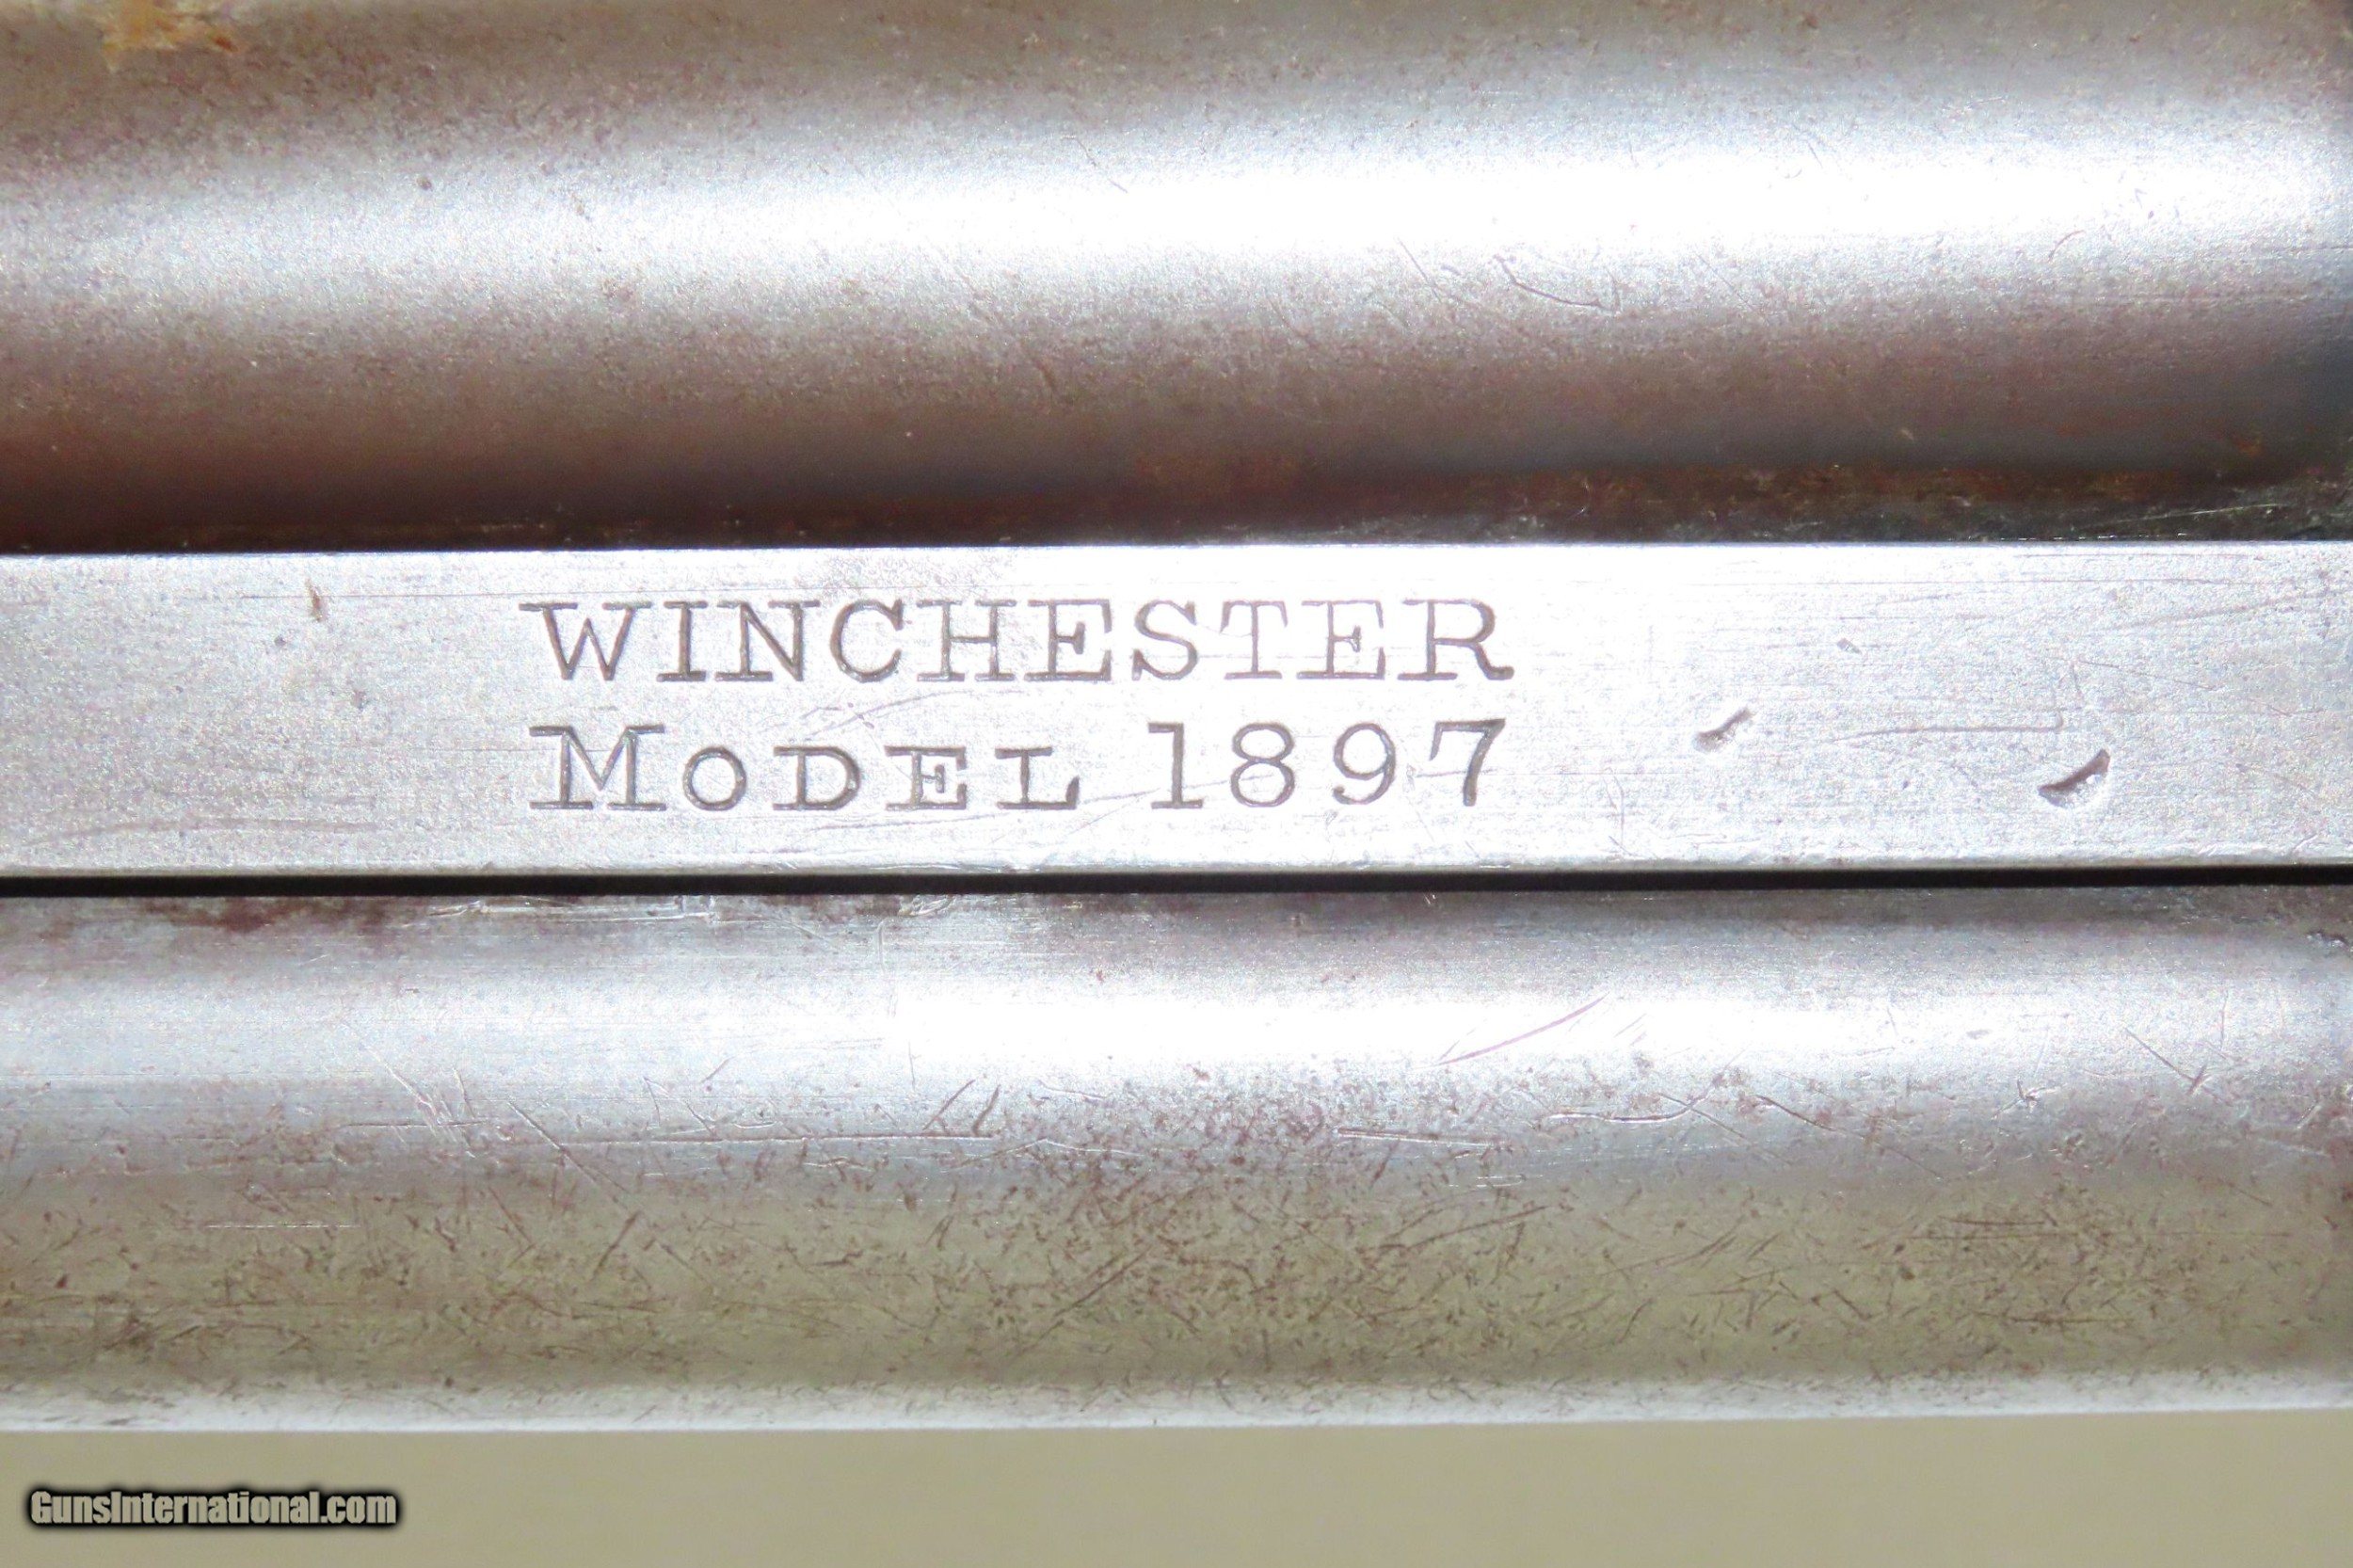 WINCHESTER
MODEL 1897
GunsInternational.com